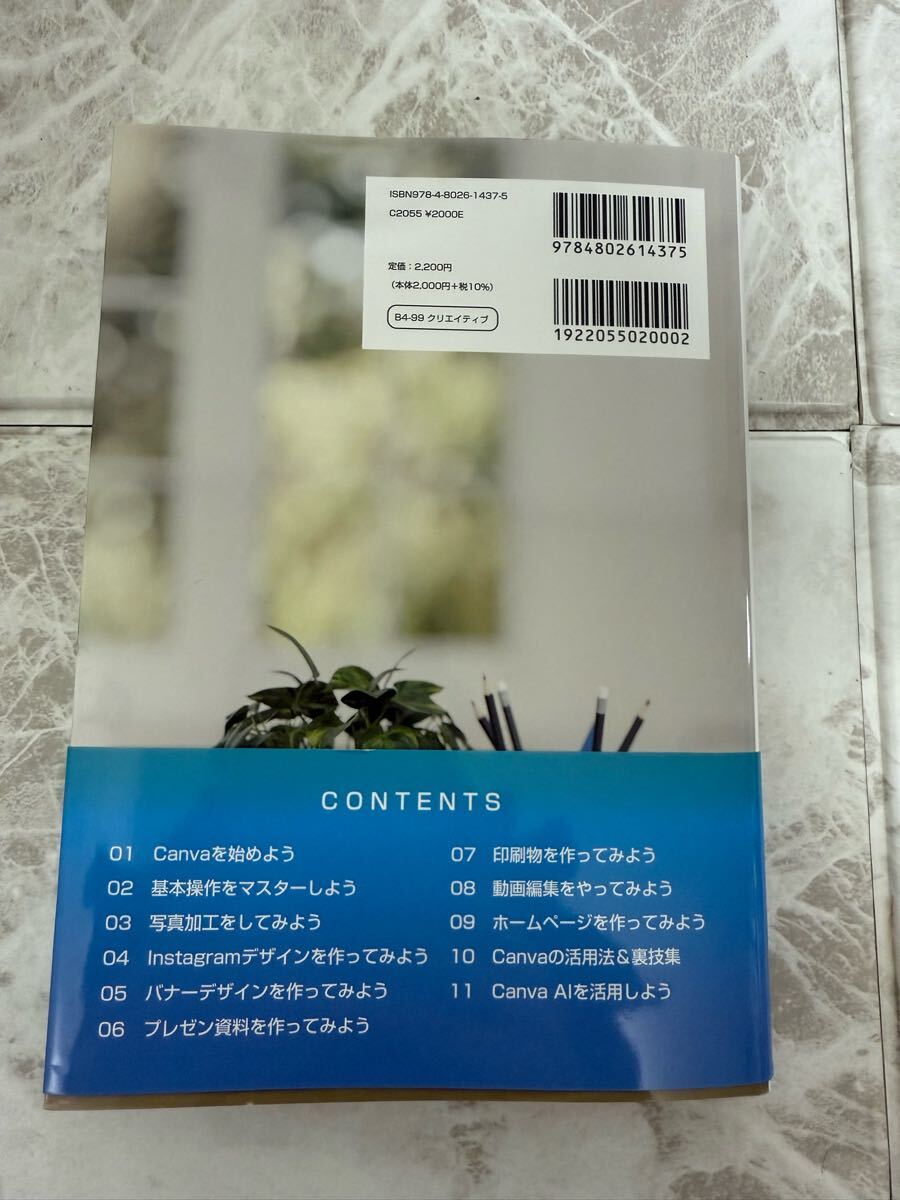 ISBN978-4-8026-1437-5
C2055 ¥2000E
定価：2,200円
（本体2,000円＋税10%）
B4-99 クリエイティブ
9784802614375
1922055020002
CONTENTS
01 Canvaを始めよう
02 基本操作をマスターしよう
03 写真加工をしてみよう
04 Instagramデザインを作ってみよう
05 バナーデザインを作ってみよう
06 プレゼン資料を作ってみよう
07 印刷物を作ってみよう
08 動画編集をやってみよう
09 ホームページを作ってみよう
10 Canvaの活用法＆裏技集
11 Canva AIを活用しよう